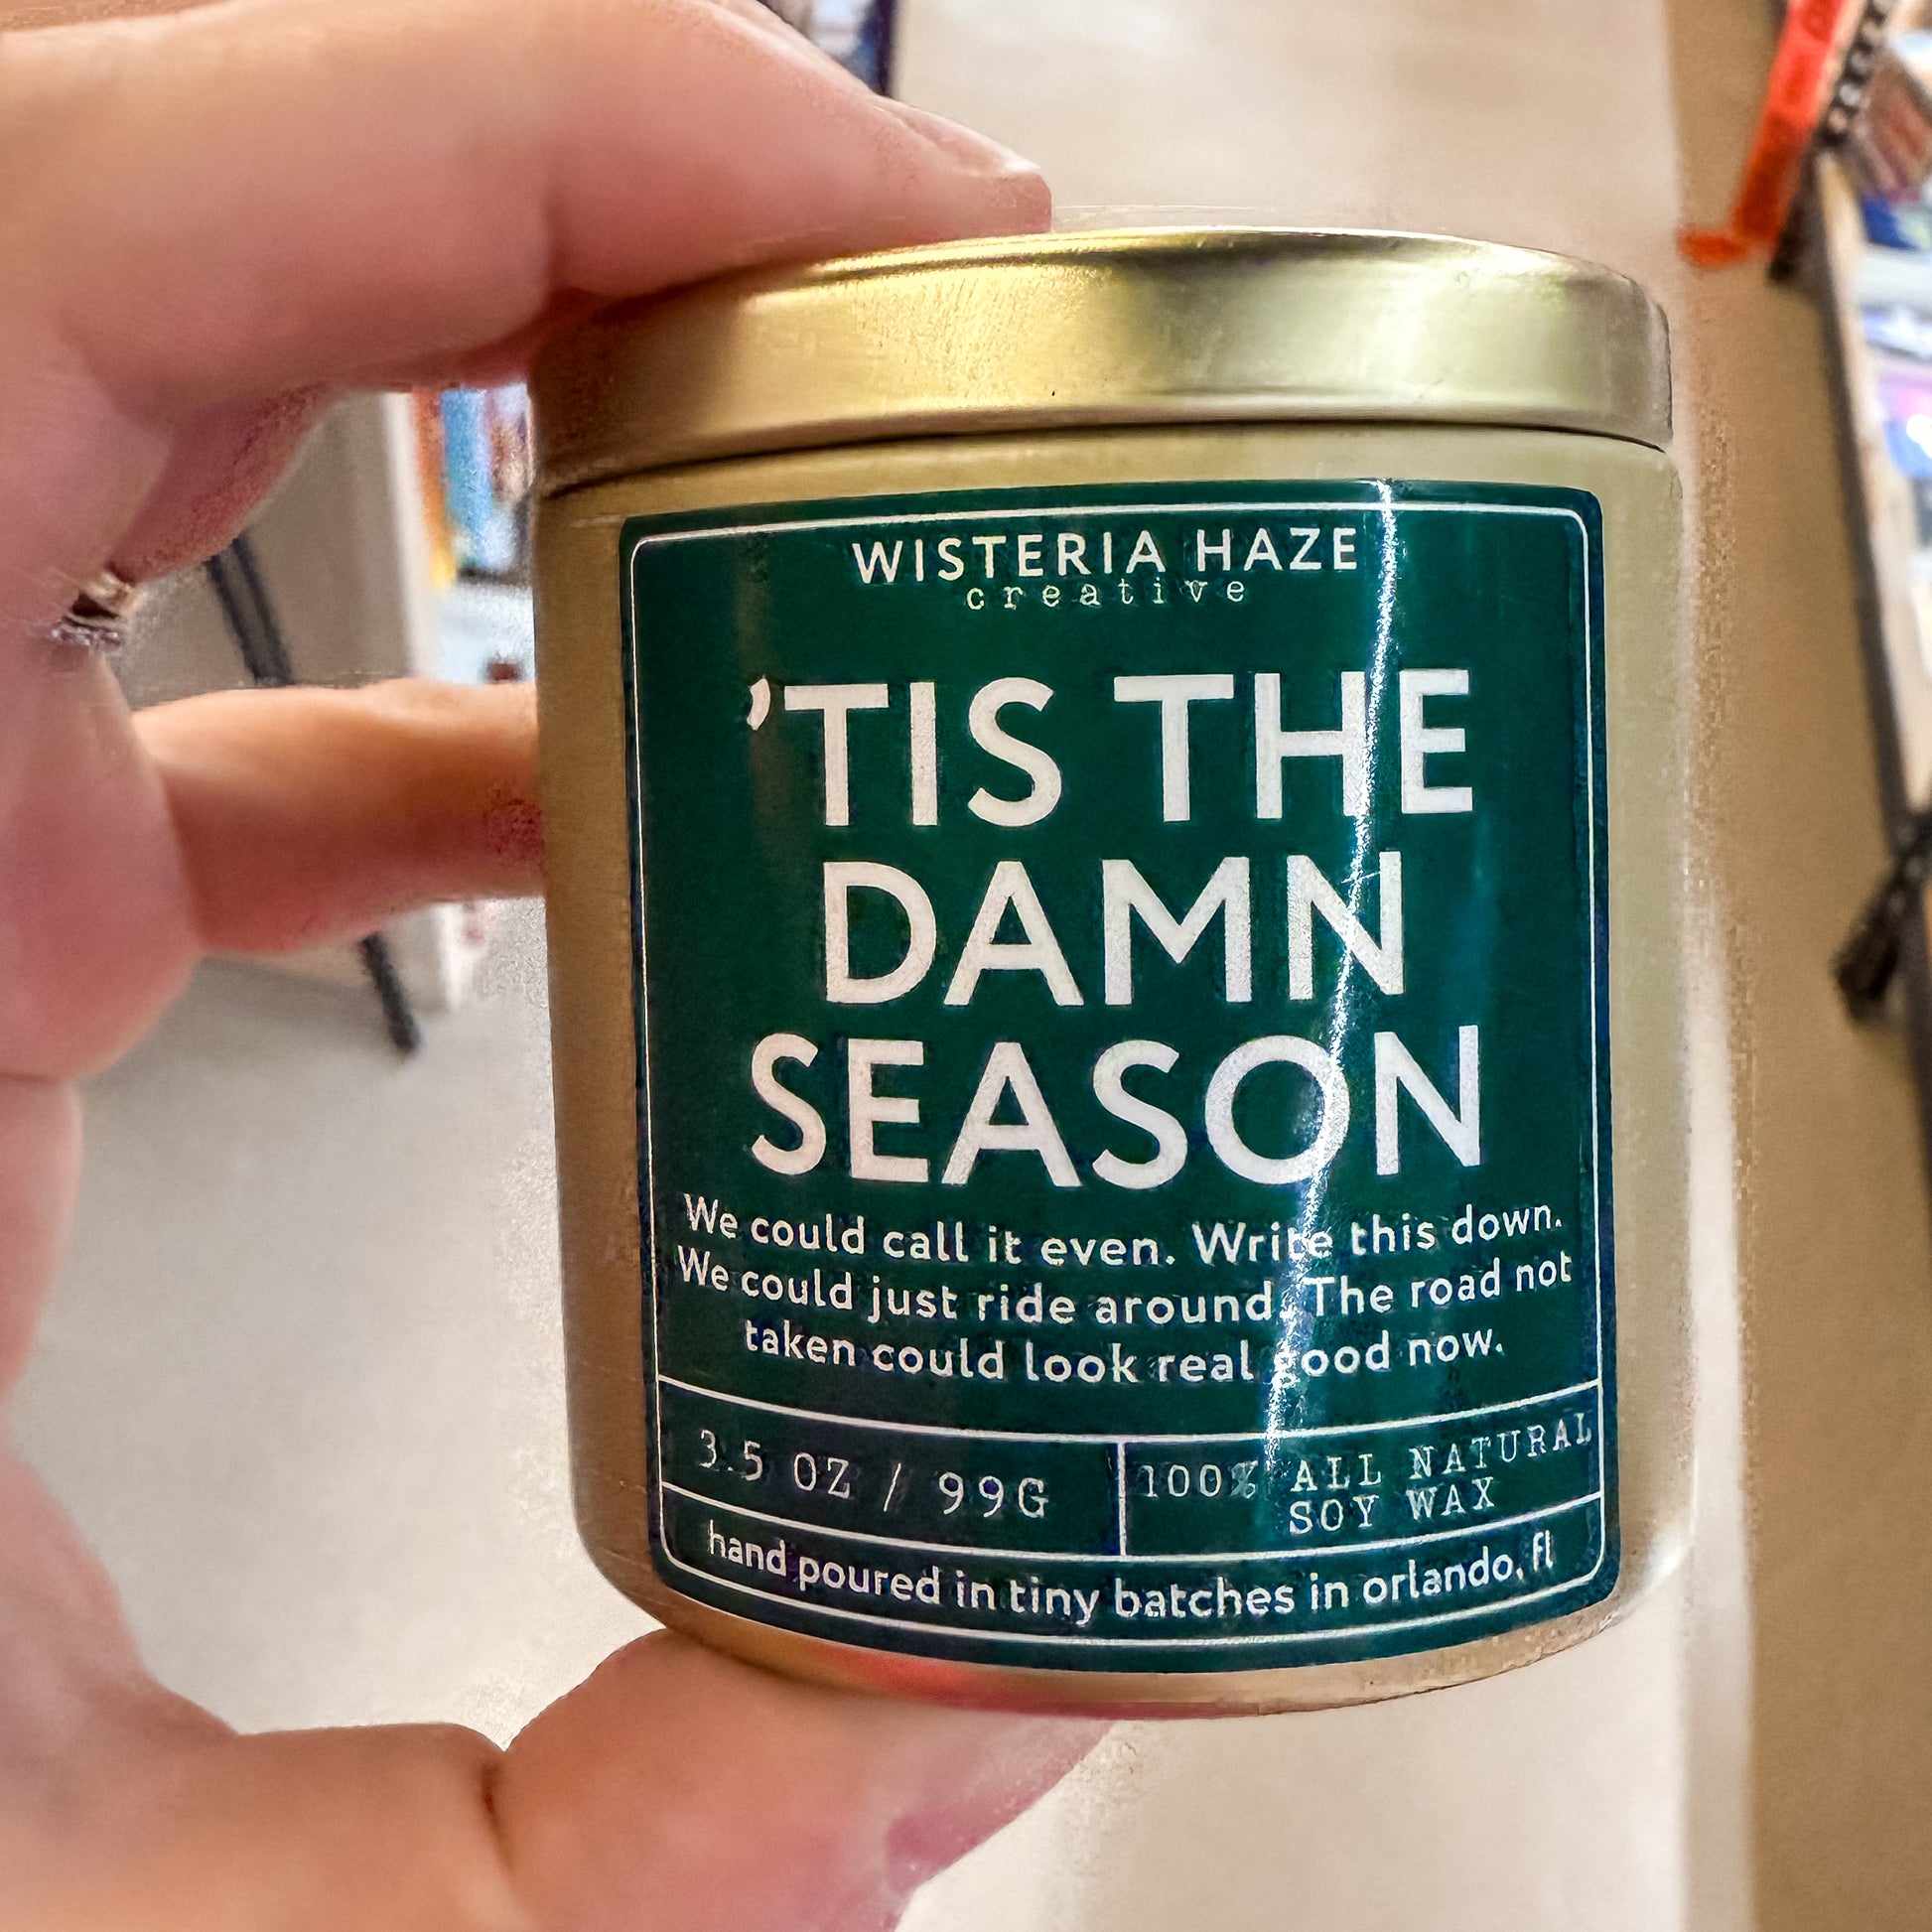 WISTERIA HAZE
creative
'TIS THE
DAMN
SEASON
We could call it even. Write this down.
We could just ride around. The road not
taken could look real good now.
3.5 OZ / 99G
100% ALL NATURAL
SOY WAX
hand poured in tiny batches in orlando, fl